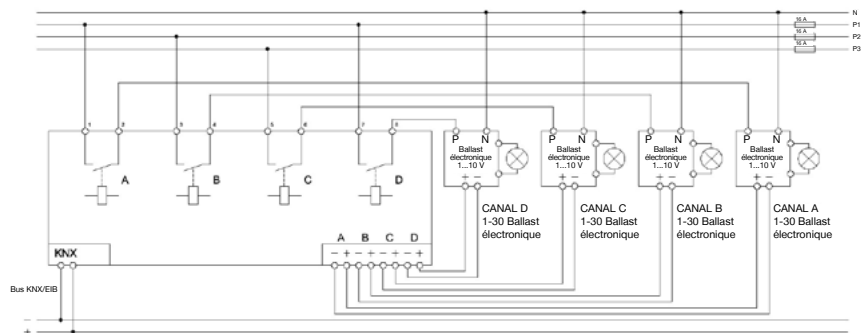 N
16 A
P1
16 A
P2
16 A
P3
1 2 3 4 5 6 7 8
P N
Ballast
électronique
1...10 V
+ −
P N
Ballast
électronique
1...10 V
+ −
P N
Ballast
électronique
1...10 V
+ −
P N
Ballast
électronique
1...10 V
+ −
A B C D
CANAL D
1-30 Ballast
électronique
CANAL C
1-30 Ballast
électronique
CANAL B
1-30 Ballast
électronique
CANAL A
1-30 Ballast
électronique
A B C D
− + − + − + − +
KNX
Bus KNX/EIB
−
+